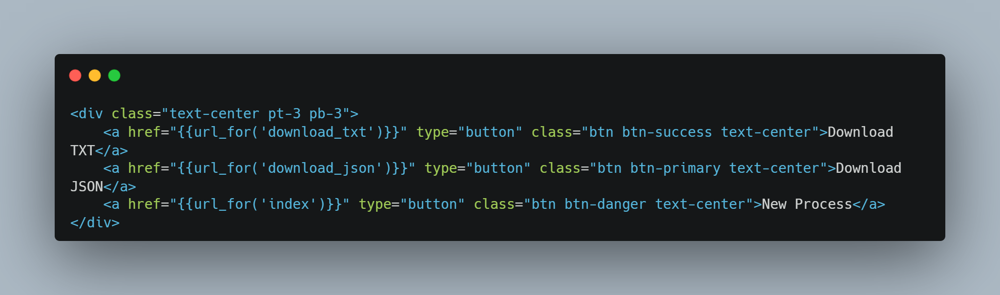 <div class="text-center pt-3 pb-3">
    <a href="{{url_for('download_txt')}}" type="button" class="btn btn-success text-center">Download
TXT</a>
    <a href="{{url_for('download_json')}}" type="button" class="btn btn-primary text-center">Download
JSON</a>
    <a href="{{url_for('index')}}" type="button" class="btn btn-danger text-center">New Process</a>
</div>